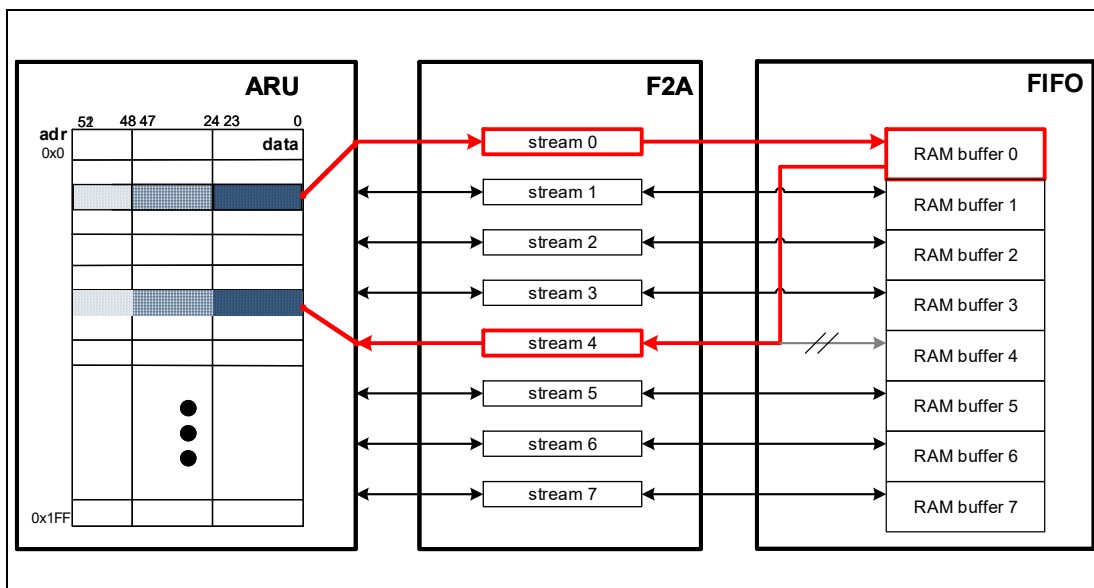 ARU
F2A
FIFO
52 48 47 24 23 0
adr
data
0x0
stream 0
stream 1
stream 2
stream 3
stream 4
stream 5
stream 6
stream 7
RAM buffer 0
RAM buffer 1
RAM buffer 2
RAM buffer 3
RAM buffer 4
RAM buffer 5
RAM buffer 6
RAM buffer 7
0x1FF